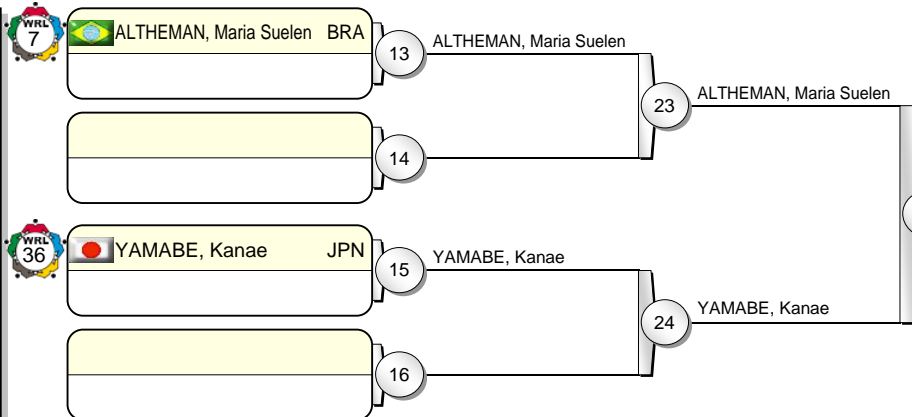 WRL
7
ALTHEMAN, Maria Suelen BRA
13
ALTHEMAN, Maria Suelen
23
ALTHEMAN, Maria Suelen
14
WRL
36
YAMABE, Kanae JPN
15
YAMABE, Kanae
24
YAMABE, Kanae
16